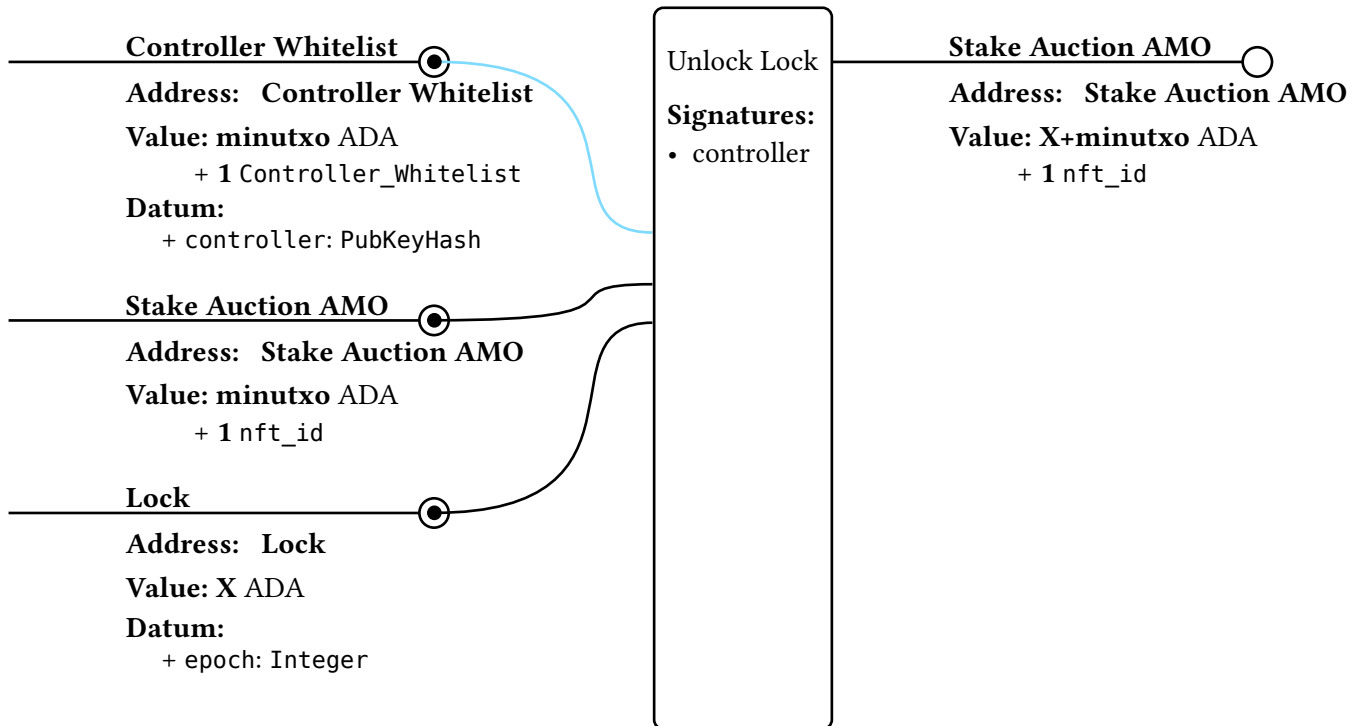 Controller Whitelist
Address: Controller Whitelist
Value: minutxo ADA
+ 1 Controller_Whitelist
Datum:
+ controller: PubKeyHash
Stake Auction AMO
Address: Stake Auction AMO
Value: minutxo ADA
+ 1 nft_id
Lock
Address: Lock
Value: X ADA
Datum:
+ epoch: Integer
Unlock Lock
Signatures:
• controller
Stake Auction AMO
Address: Stake Auction AMO
Value: X+minutxo ADA
+ 1 nft_id